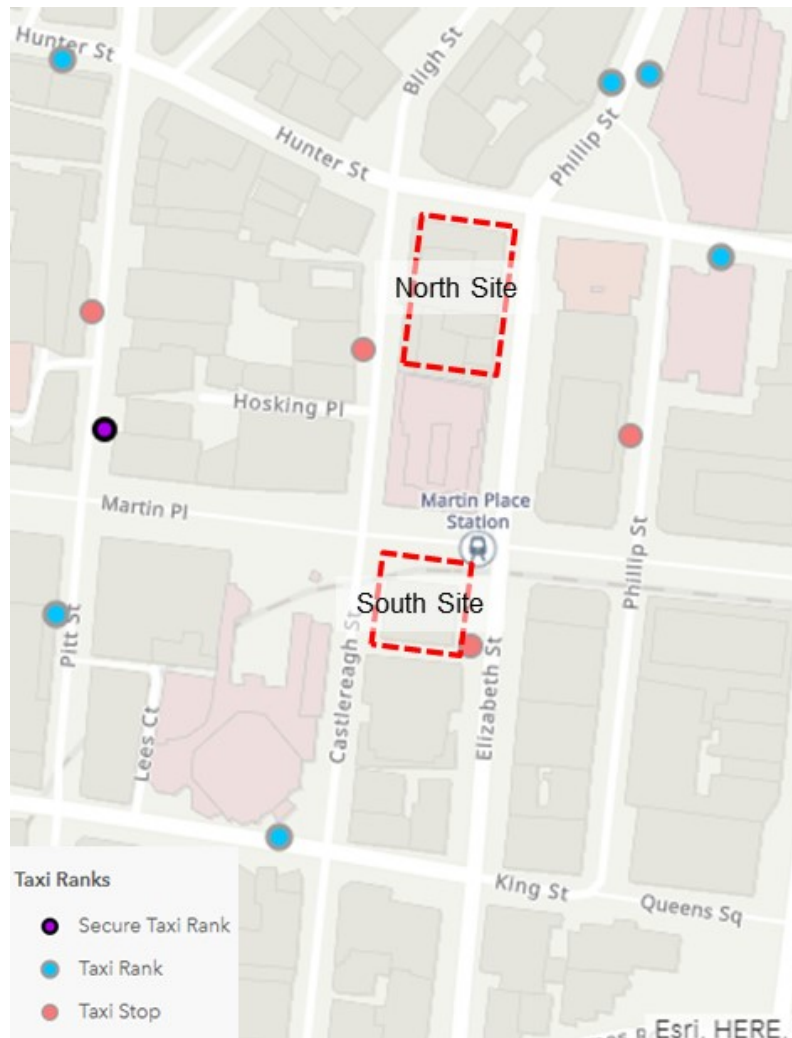 Hunter St
Bligh St
Hunter St
Phillip St
North Site
Hosking Pl
Martin Pl
Martin Place
Station
Phillip St
South Site
Pitt St
Lees Ct
Castlereagh St
Elizabeth St
King St
Queens Sq
Taxi Ranks
Secure Taxi Rank
Taxi Rank
Taxi Stop
Esri, HERE,